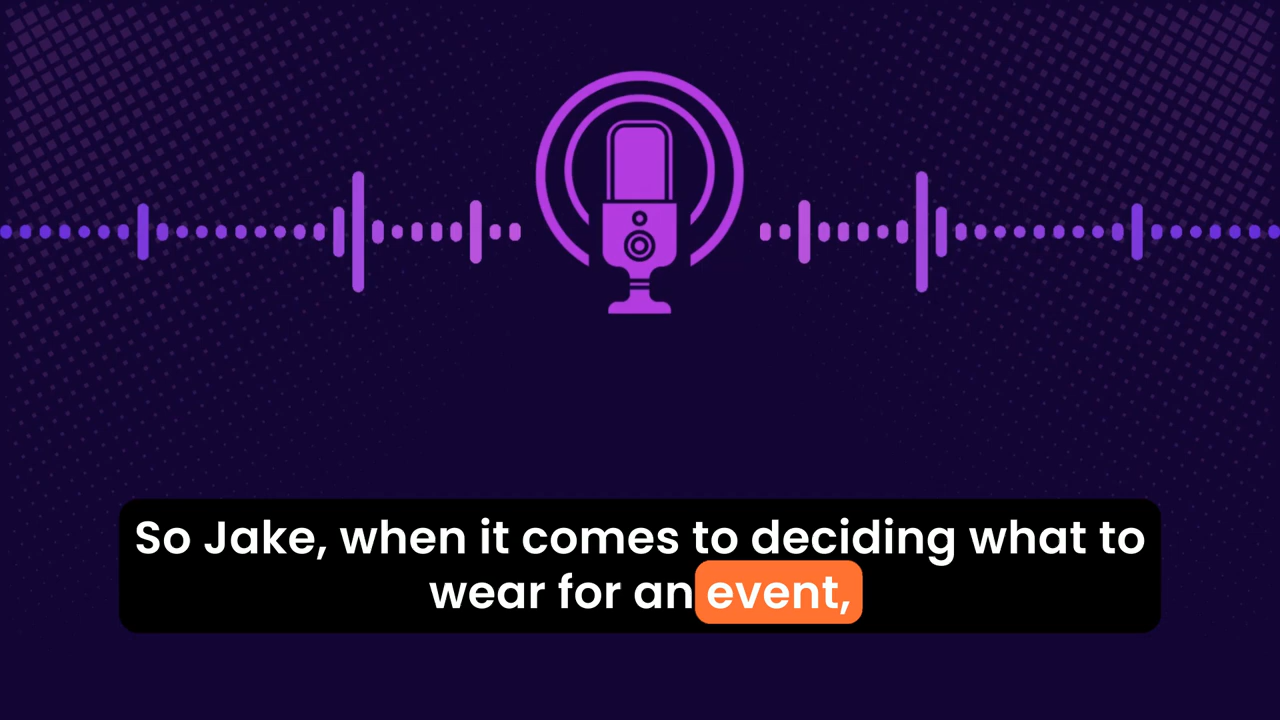 So Jake, when it comes to deciding what to
wear for an event,